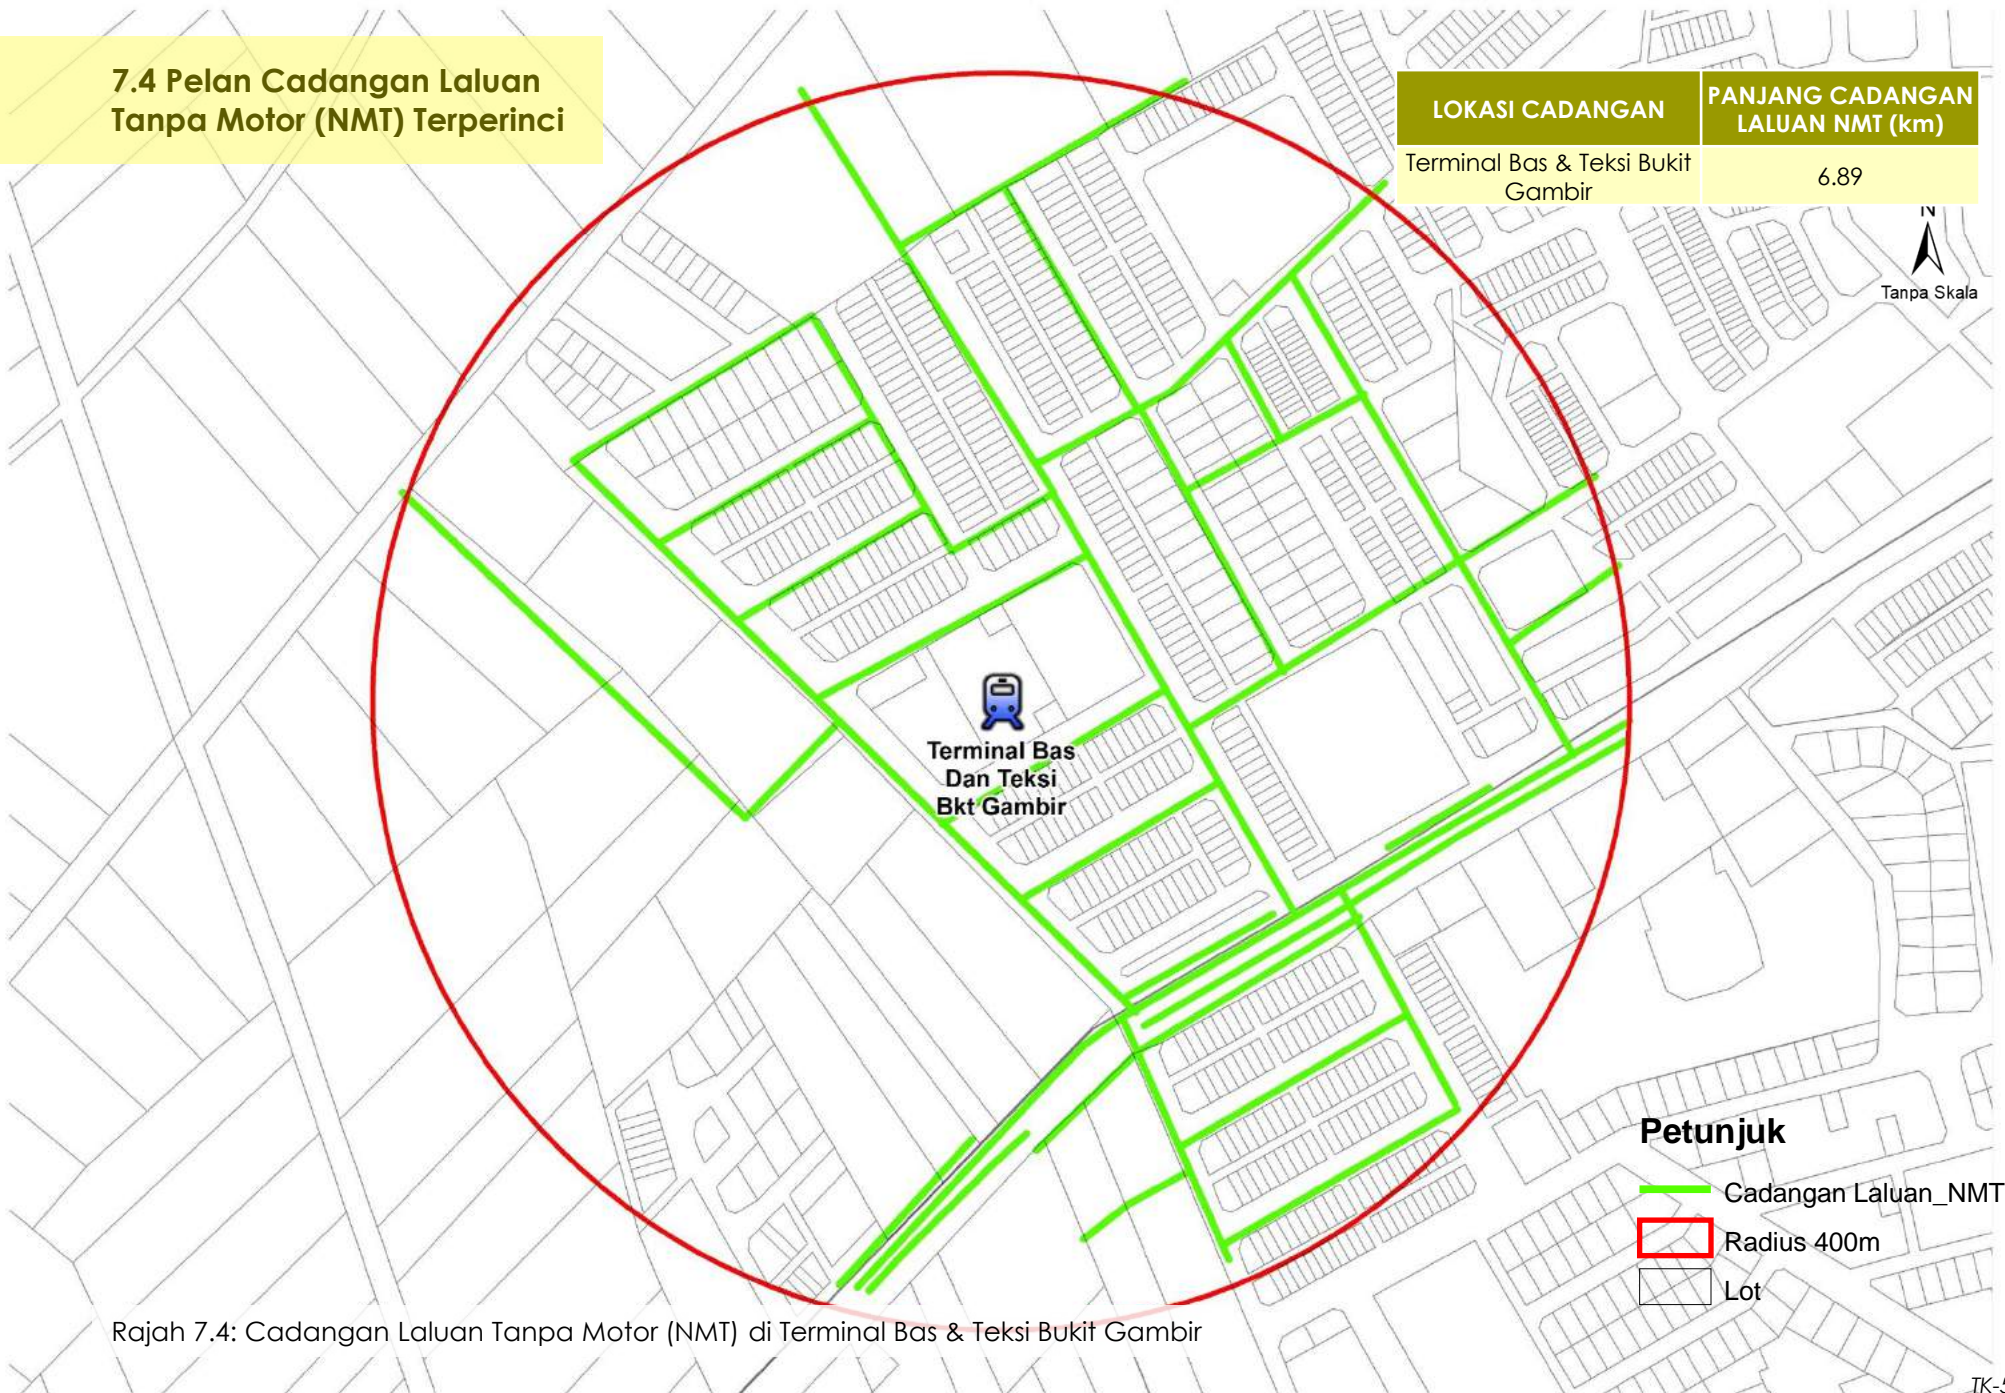 7.4 Pelan Cadangan Laluan
Tanpa Motor (NMT) Terperinci
LOKASI CADANGAN
PANJANG CADANGAN
LALUAN NMT (km)
Terminal Bas & Teksi Bukit
Gambir
6.89
N
Tanpa Skala
Terminal Bas
Dan Teksi
Bkt Gambir
Petunjuk
Cadangan Laluan_NMT
Radius 400m
Lot
Rajah 7.4: Cadangan Laluan Tanpa Motor (NMT) di Terminal Bas & Teksi Bukit Gambir